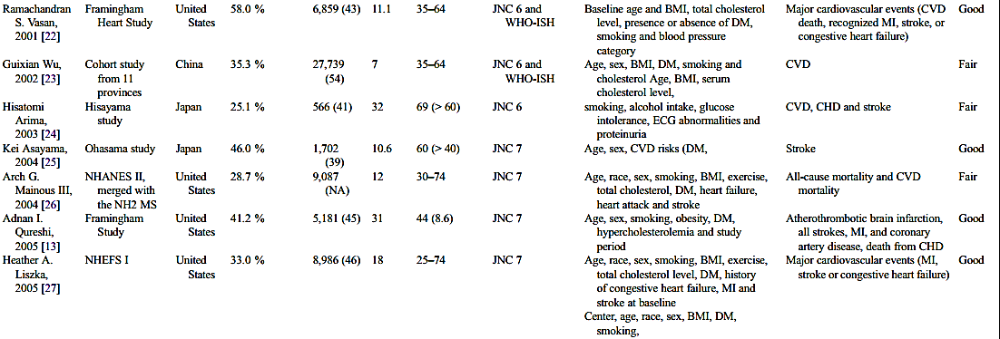 Ramachandran Framingham United 58.0 % 6,859 (43) 11.1 35–64 JNC 6 and Baseline age and BMI, total cholesterol Major cardiovascular events (CVD Good
S. Vasan, Heart Study States WHO-ISH level, presence or absence of DM, death, recognized MI, stroke, or
2001 [22] smoking and blood pressure congestive heart failure)
category
Guixian Wu, Cohort study China 35.3 % 27,739 7 35–64 JNC 6 and Age, sex, BMI, DM, smoking and CVD Fair
2002 [23] from 11 (54) WHO-ISH cholesterol Age, BMI, serum
provinces cholesterol level,
Hisatomi Hisayama Japan 25.1 % 566 (41) 32 69 (> 60) JNC 6 smoking, alcohol intake, glucose CVD, CHD and stroke Fair
Arima, study intolerance, ECG abnormalities and
2003 [24] proteinuria
Kei Asayama, Ohasama study Japan 46.0 % 1,702 10.6 60 (> 40) JNC 7 Age, sex, CVD risks (DM, Stroke Good
2004 [25] (39)
Arch G. NHANES II, United 28.7 % 9,087 12 30–74 JNC 7 Age, race, sex, smoking, BMI, exercise, All-cause mortality and CVD Fair
Mainous III, merged with States (NA) total cholesterol, DM, heart failure, mortality
2004 [26] the NH2 MS heart attack and stroke
Adnan I. Framingham United 41.2 % 5,181 (45) 31 44 (8.6) JNC 7 Age, sex, smoking, obesity, DM, Atherothrombotic brain infarction, Good
Qureshi, Study States hypercholesterolemia and study all strokes, MI, and coronary
2005 [13] period artery disease, death from CHD
Heather A. NHEFS I United 33.0 % 8,986 (46) 18 25–74 JNC 7 Age, race, sex, smoking, BMI, exercise, Major cardiovascular events (MI, Good
Liszka, States total cholesterol level, DM, history stroke or congestive heart failure)
2005 [27] of congestive heart failure, MI and
stroke at baseline
Center, age, race, sex, BMI, DM,
smoking,